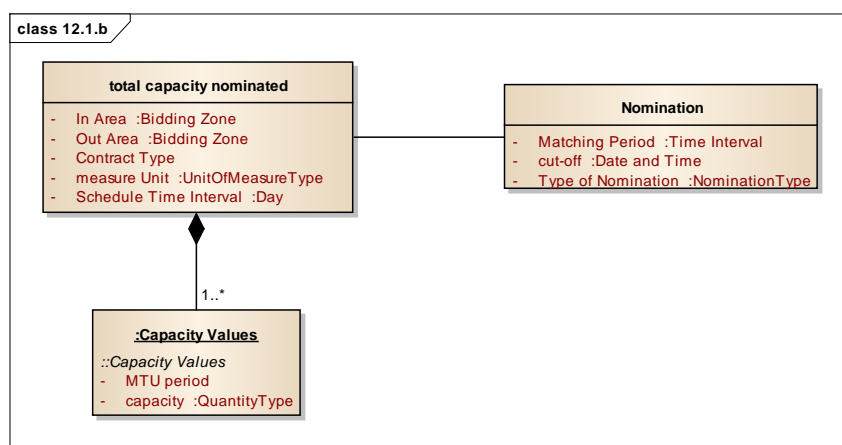 class 12.1.b
total capacity nominated
- In Area :Bidding Zone
- Out Area :Bidding Zone
- Contract Type
- measure Unit :UnitOfMeasureType
- Schedule Time Interval :Day
Nomination
- Matching Period :Time Interval
- cut-off :Date and Time
- Type of Nomination :NominationType
1..*
:Capacity Values
::Capacity Values
- MTU period
- capacity :QuantityType